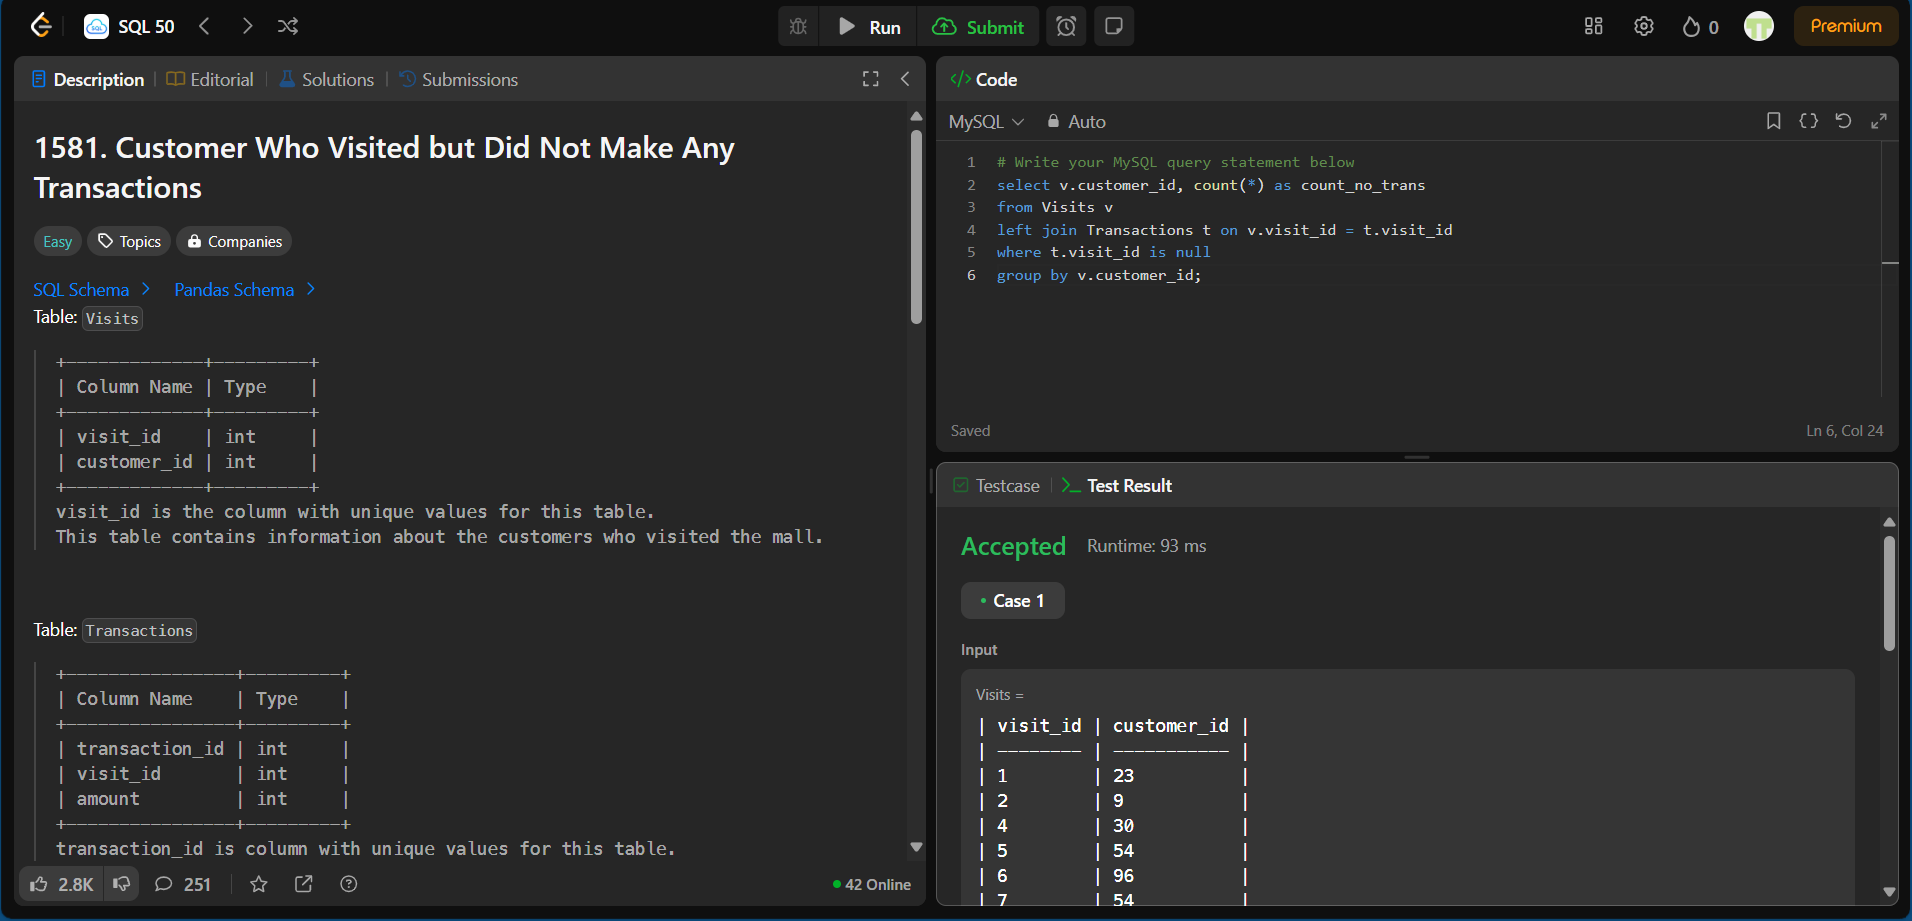 SQL 50
Run
Submit
0
Premium
Description
Editorial
Solutions
Submissions
1581. Customer Who Visited but Did Not Make Any
Transactions
Easy
Topics
Companies
SQL Schema
Pandas Schema
Table: Visits
+-------------+---------+
| Column Name | Type    |
+-------------+---------+
| visit_id    | int     |
| customer_id | int     |
+-------------+---------+
visit_id is the column with unique values for this table.
This table contains information about the customers who visited the mall.
Table: Transactions
+----------------+---------+
| Column Name    | Type    |
+----------------+---------+
| transaction_id | int     |
| visit_id       | int     |
| amount         | int     |
+----------------+---------+
transaction_id is column with unique values for this table.
2.8K
251
42 Online
</> Code
MySQL
Auto
1 # Write your MySQL query statement below
2 select v.customer_id, count(*) as count_no_trans
3 from Visits v
4 left join Transactions t on v.visit_id = t.visit_id
5 where t.visit_id is null
6 group by v.customer_id;
Saved
Ln 6, Col 24
Testcase
Test Result
Accepted
Runtime: 93 ms
• Case 1
Input
Visits =
| visit_id | customer_id |
| -------- | ----------- |
| 1        | 23          |
| 2        | 9           |
| 4        | 30          |
| 5        | 54          |
| 6        | 96          |
| 7        | 54          |